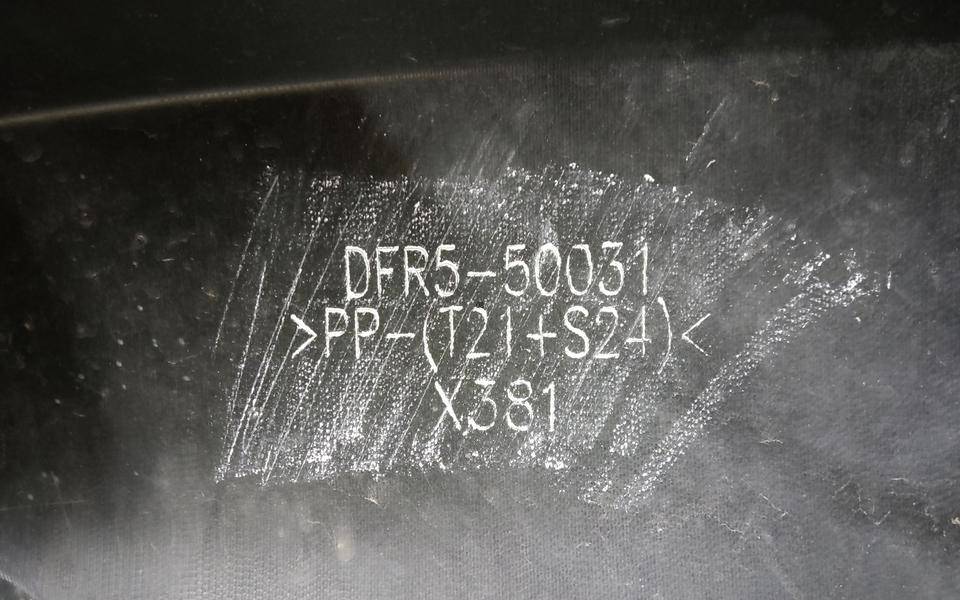 DFR5-50031
>PP-(T21+S24)<
X381